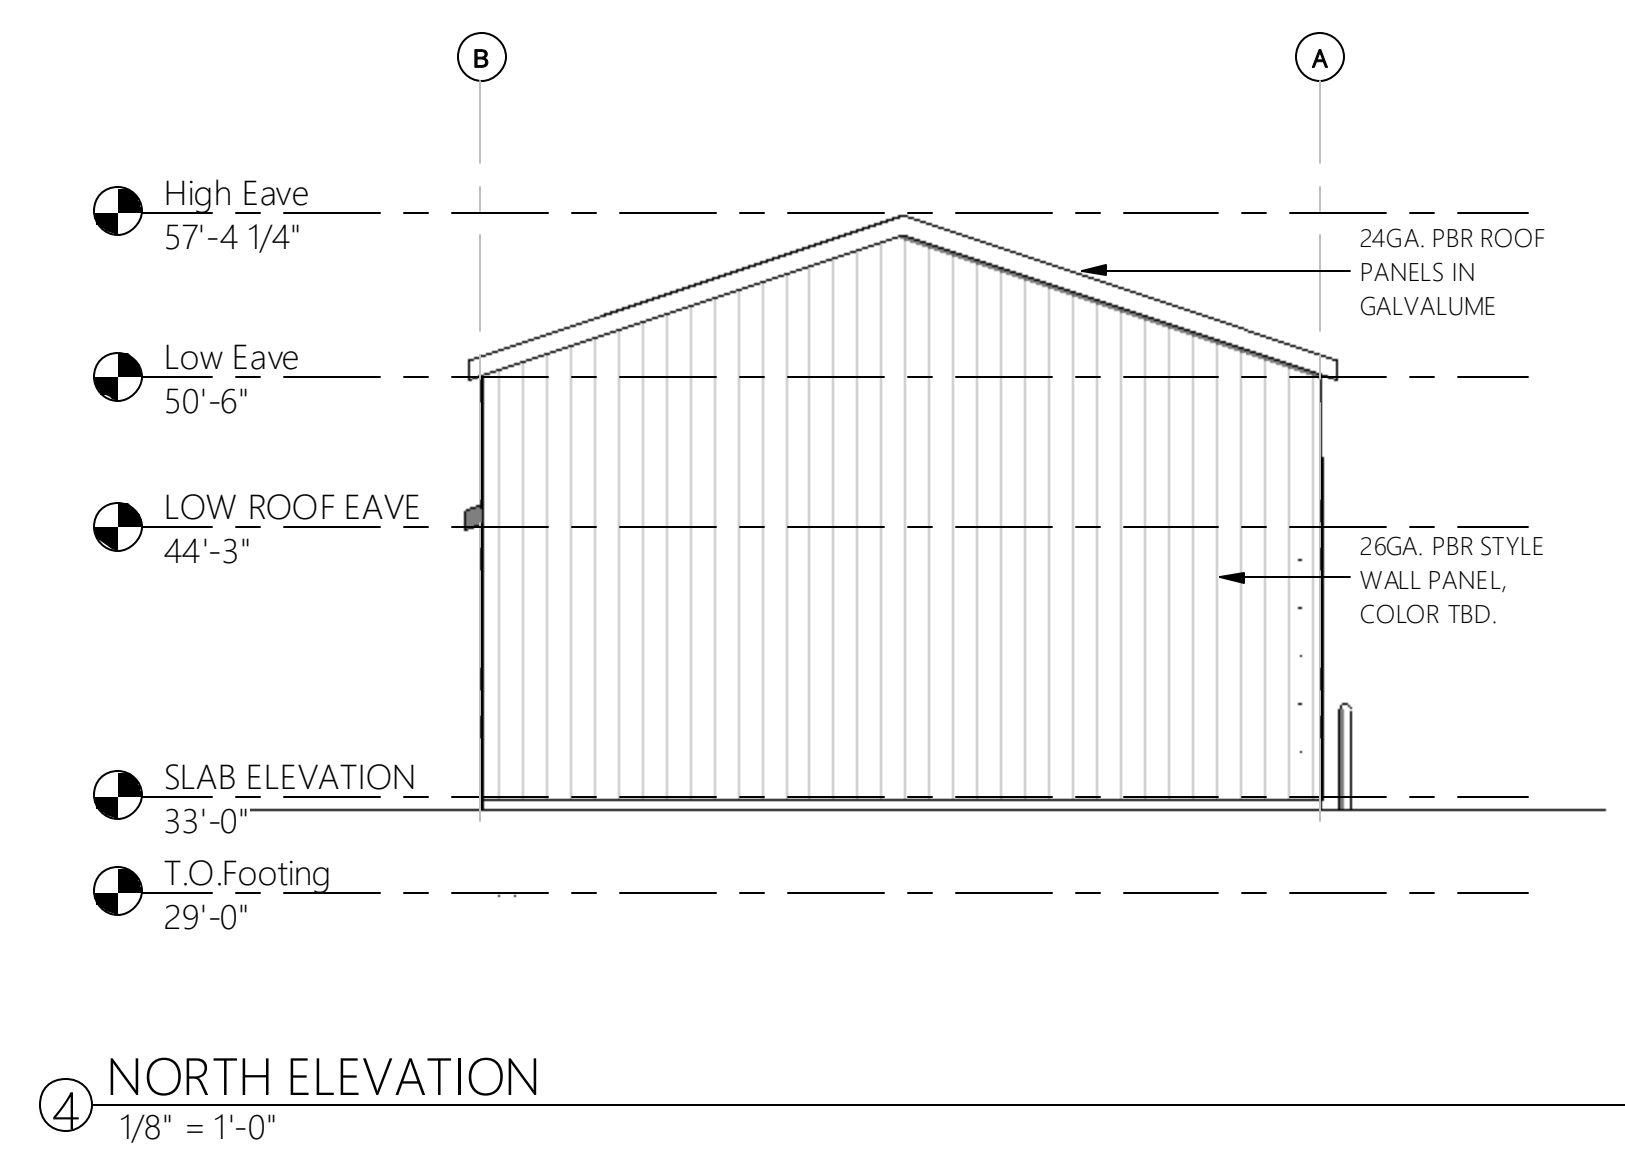 B
A
High Eave
57'-4 1/4"
24GA. PBR ROOF
PANELS IN
GALVALUME
Low Eave
50'-6"
LOW ROOF EAVE
44'-3"
26GA. PBR STYLE
WALL PANEL,
COLOR TBD.
SLAB ELEVATION
33'-0"
T.O.Footing
29'-0"
4
NORTH ELEVATION
1/8" = 1'-0"